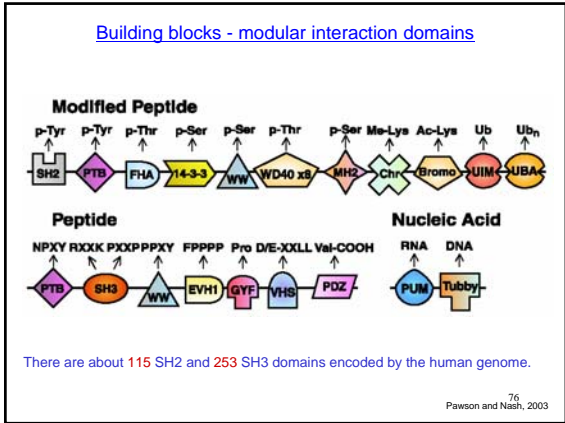 Building blocks - modular interaction domains
Modified Peptide
p-Tyr p-Tyr p-Thr p-Ser p-Ser p-Thr p-Ser Me-Lys Ac-Lys Ub Ubn
SH2 PTB FHA 14-3-3 WW WD40 x8 MH2 Chr Bromo UIM UBA
Peptide Nucleic Acid
NPXY RXXK PXXP PPXY FPPPP Pro D/E-XXLL Val-COOH RNA DNA
PTB SH3 WW EVH1 GYF VHS PDZ PUM Tubby
There are about 115 SH2 and 253 SH3 domains encoded by the human genome.
76
Pawson and Nash, 2003